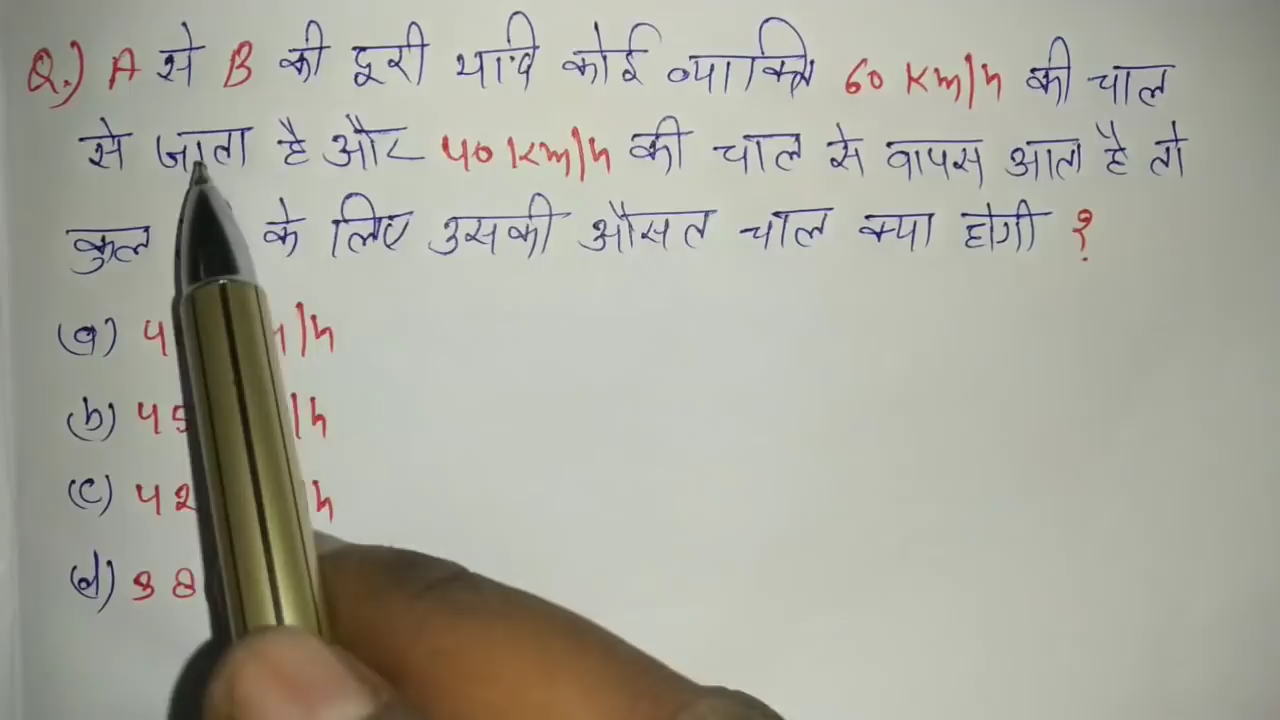 Q.) A से B की दूरी यदि कोई व्यक्ति 60 Km/h की चाल
से जाता है और 40 Km/h की चाल से वापस आता है तो
कुल के लिए उसकी औसत चाल क्या होगी ?
(a) 4 /h
(b) 45 /h
(c) 42 /h
(d) 38